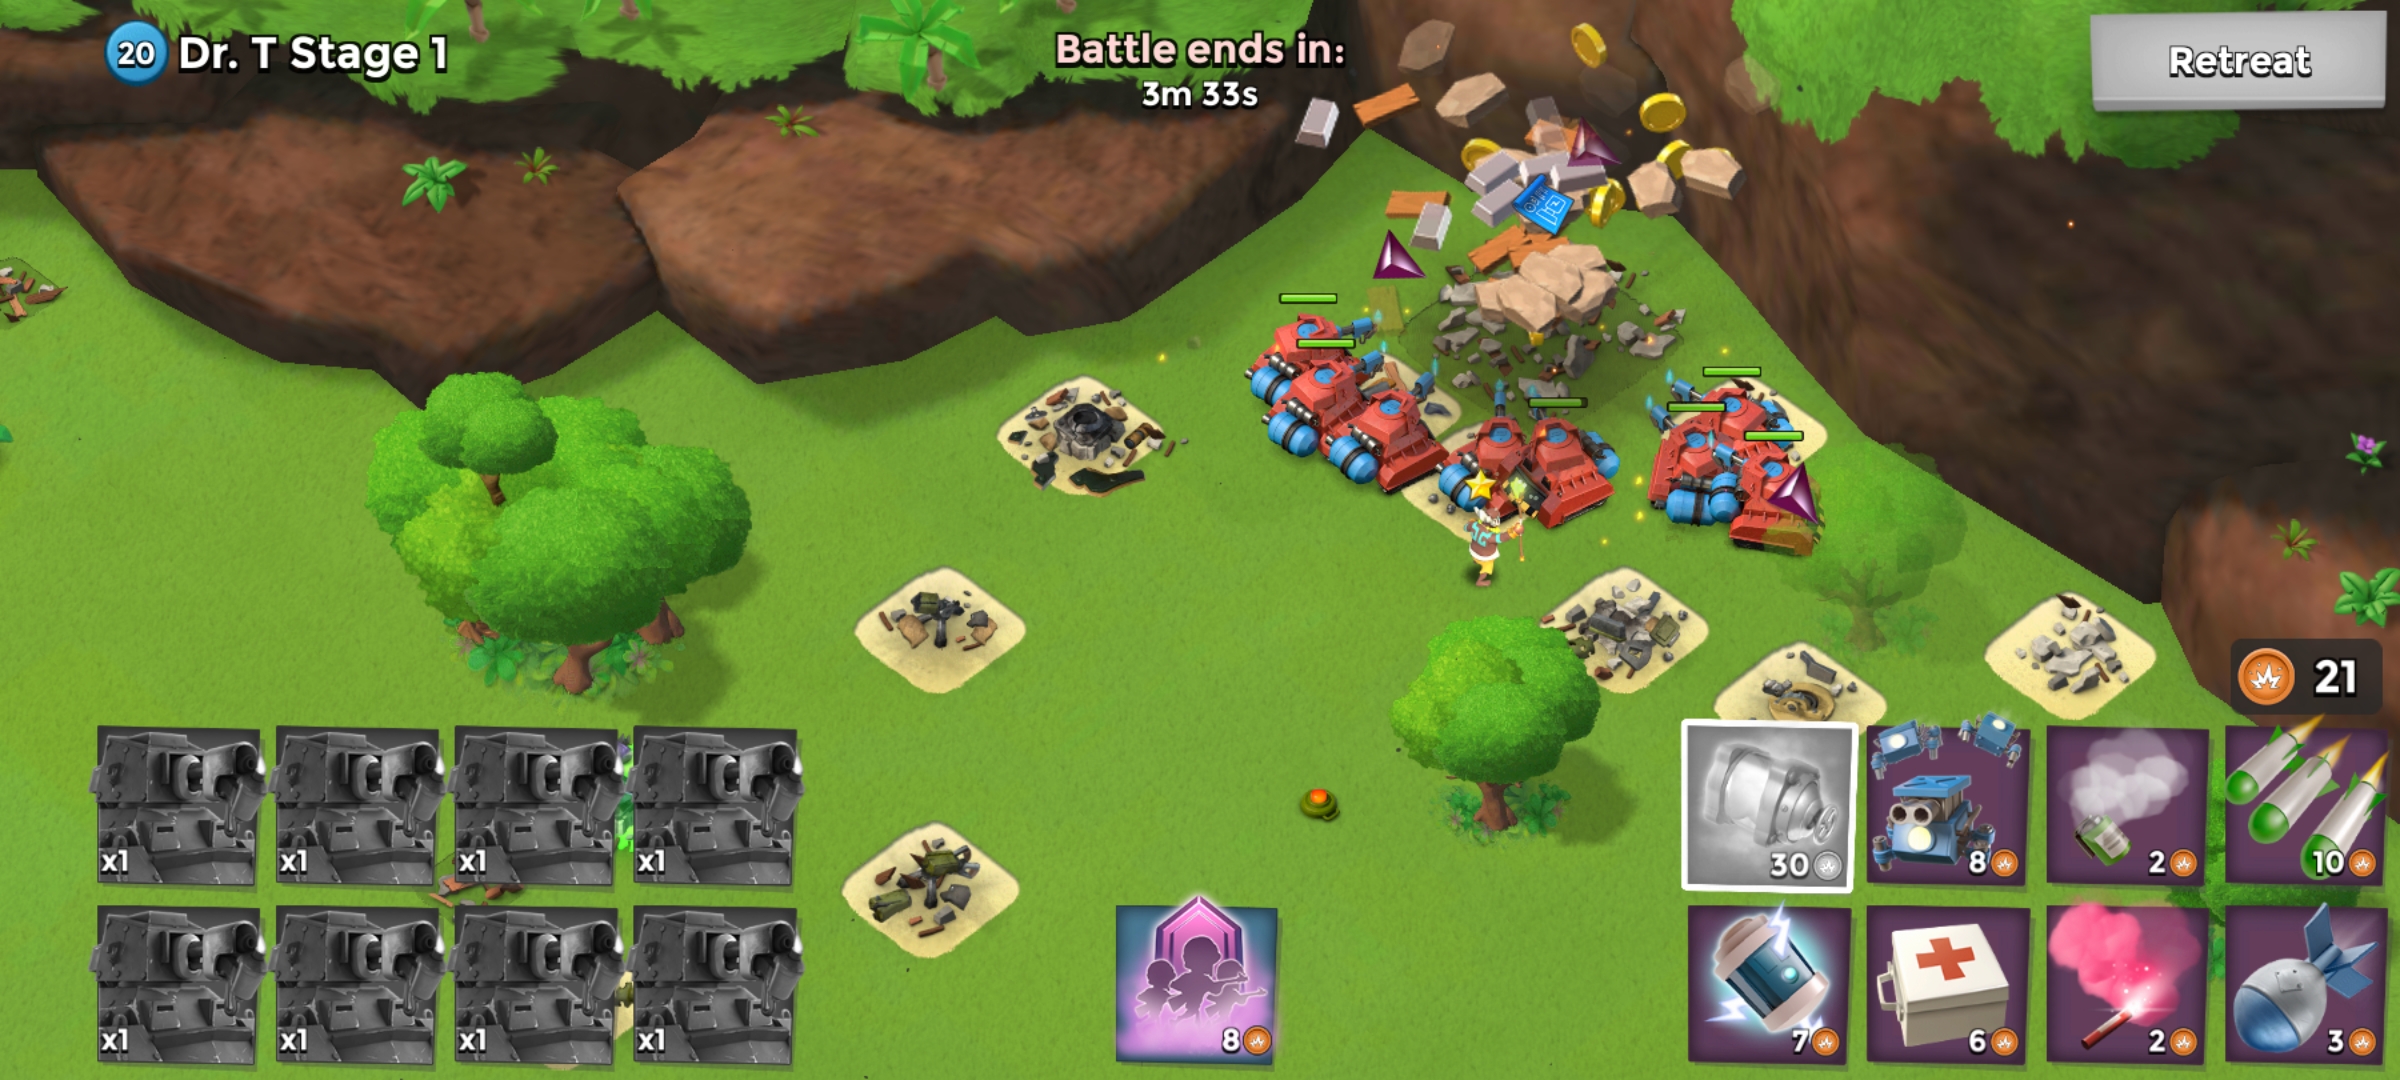 20 Dr. T Stage 1
Battle ends in:
3m 33s
Retreat
21
x1 x1 x1 x1
30 8 2 10
x1 x1 x1 x1
8
7 6 2 3